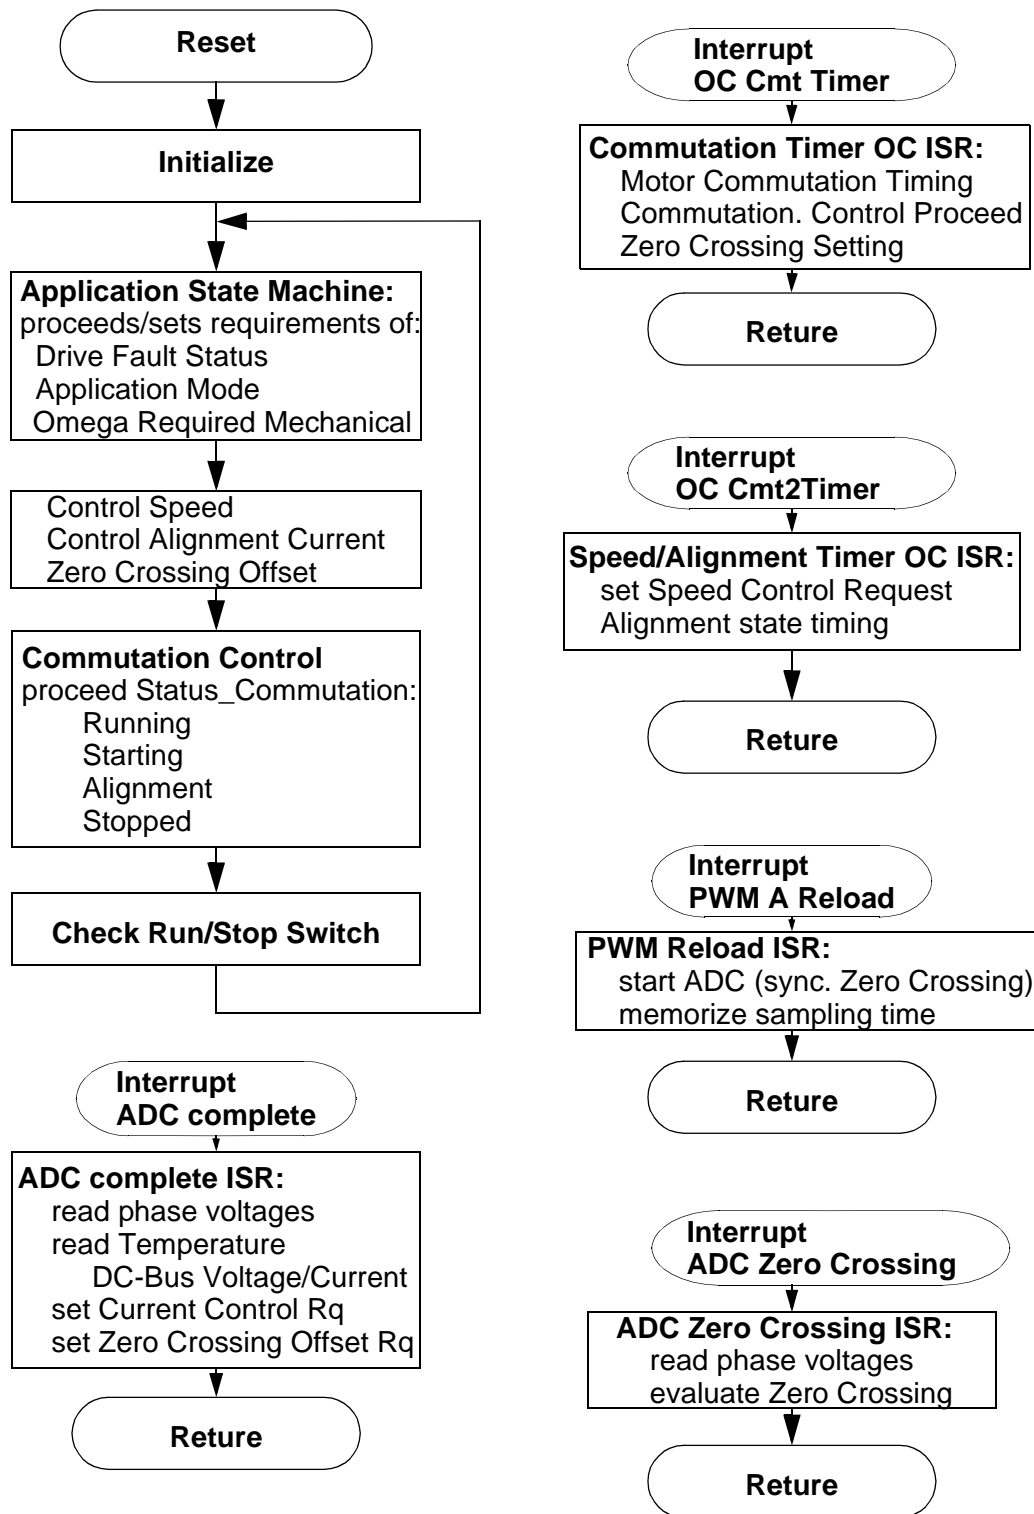 Reset
Initialize
Application State Machine:
proceeds/sets requirements of:
Drive Fault Status
Application Mode
Omega Required Mechanical
Control Speed
Control Alignment Current
Zero Crossing Offset
Commutation Control
proceed Status_Commutation:
Running
Starting
Alignment
Stopped
Check Run/Stop Switch
Interrupt
ADC complete
ADC complete ISR:
read phase voltages
read Temperature
DC-Bus Voltage/Current
set Current Control Rq
set Zero Crossing Offset Rq
Reture
Interrupt
OC Cmt Timer
Commutation Timer OC ISR:
Motor Commutation Timing
Commutation. Control Proceed
Zero Crossing Setting
Reture
Interrupt
OC Cmt2Timer
Speed/Alignment Timer OC ISR:
set Speed Control Request
Alignment state timing
Reture
Interrupt
PWM A Reload
PWM Reload ISR:
start ADC (sync. Zero Crossing)
memorize sampling time
Reture
Interrupt
ADC Zero Crossing
ADC Zero Crossing ISR:
read phase voltages
evaluate Zero Crossing
Reture